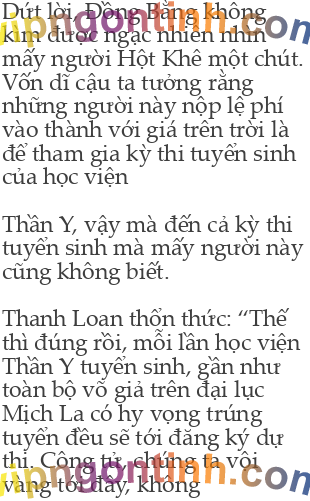 Dứt lời, Đồng Bằng không
kìm được ngạc nhiên nhìn
mấy người Hột Khê một chút.
Vốn dĩ cậu ta tưởng rằng
những người này nộp lệ phí
vào thành với giá trên trời là
để tham gia kỳ thi tuyển sinh
của học viện
Thần Y, vậy mà đến cả kỳ thi
tuyển sinh mà mấy người này
cũng không biết.
Thanh Loan thổn thức: “Thế
thì đúng rồi, mỗi lần học viện
Thần Y tuyển sinh, gần như
toàn bộ võ giả trên đại lục
Mịch La có hy vọng trúng
tuyển đều sẽ tới đăng ký dự
thi. Công tử, chúng ta vội
vàng tới đây, không
vipngontinh.com
vipngontinh.com